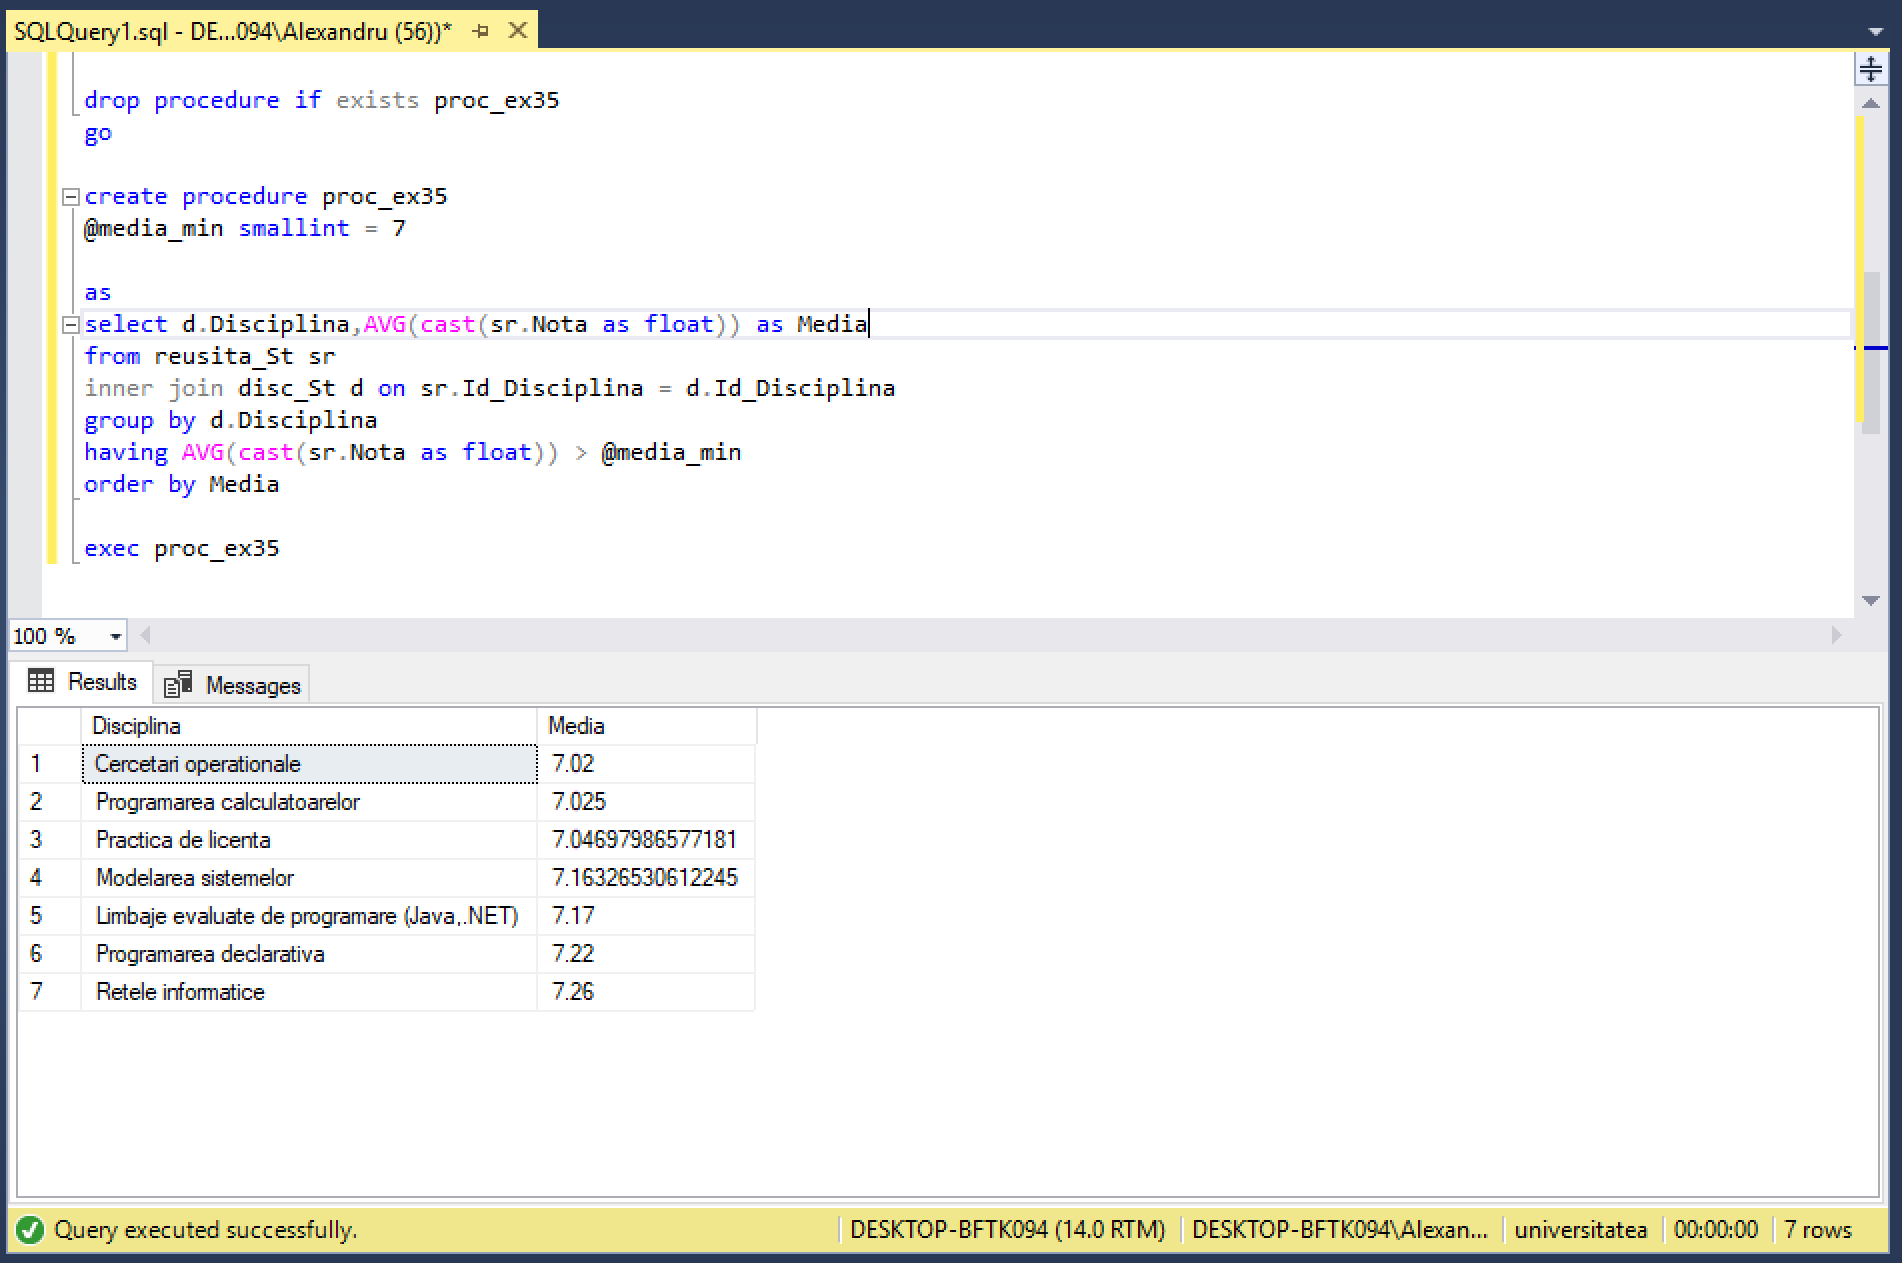 SQLQuery1.sql - DE...094\Alexandru (56))*
drop procedure if exists proc_ex35
go
create procedure proc_ex35
@media_min smallint = 7
as
select d.Disciplina,AVG(cast(sr.Nota as float)) as Media
from reusita_St sr
inner join disc_St d on sr.Id_Disciplina = d.Id_Disciplina
group by d.Disciplina
having AVG(cast(sr.Nota as float)) > @media_min
order by Media
exec proc_ex35
100 %
Results Messages
Disciplina Media
1 Cercetari operationale 7.02
2 Programarea calculatoarelor 7.025
3 Practica de licenta 7.04697986577181
4 Modelarea sistemelor 7.16326530612245
5 Limbaje evaluate de programare (Java,.NET) 7.17
6 Programarea declarativa 7.22
7 Retele informatice 7.26
Query executed successfully. DESKTOP-BFTK094 (14.0 RTM) DESKTOP-BFTK094\Alexan... universitatea 00:00:00 7 rows